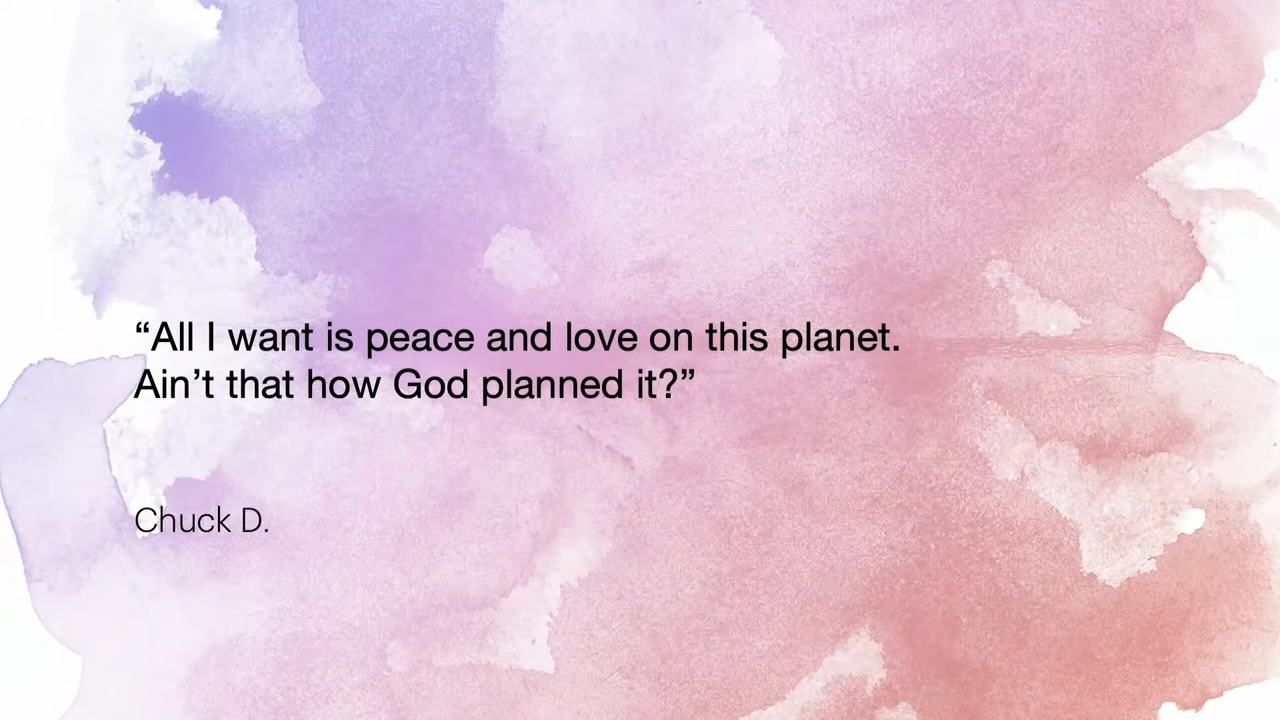 “All I want is peace and love on this planet.
Ain’t that how God planned it?”
Chuck D.